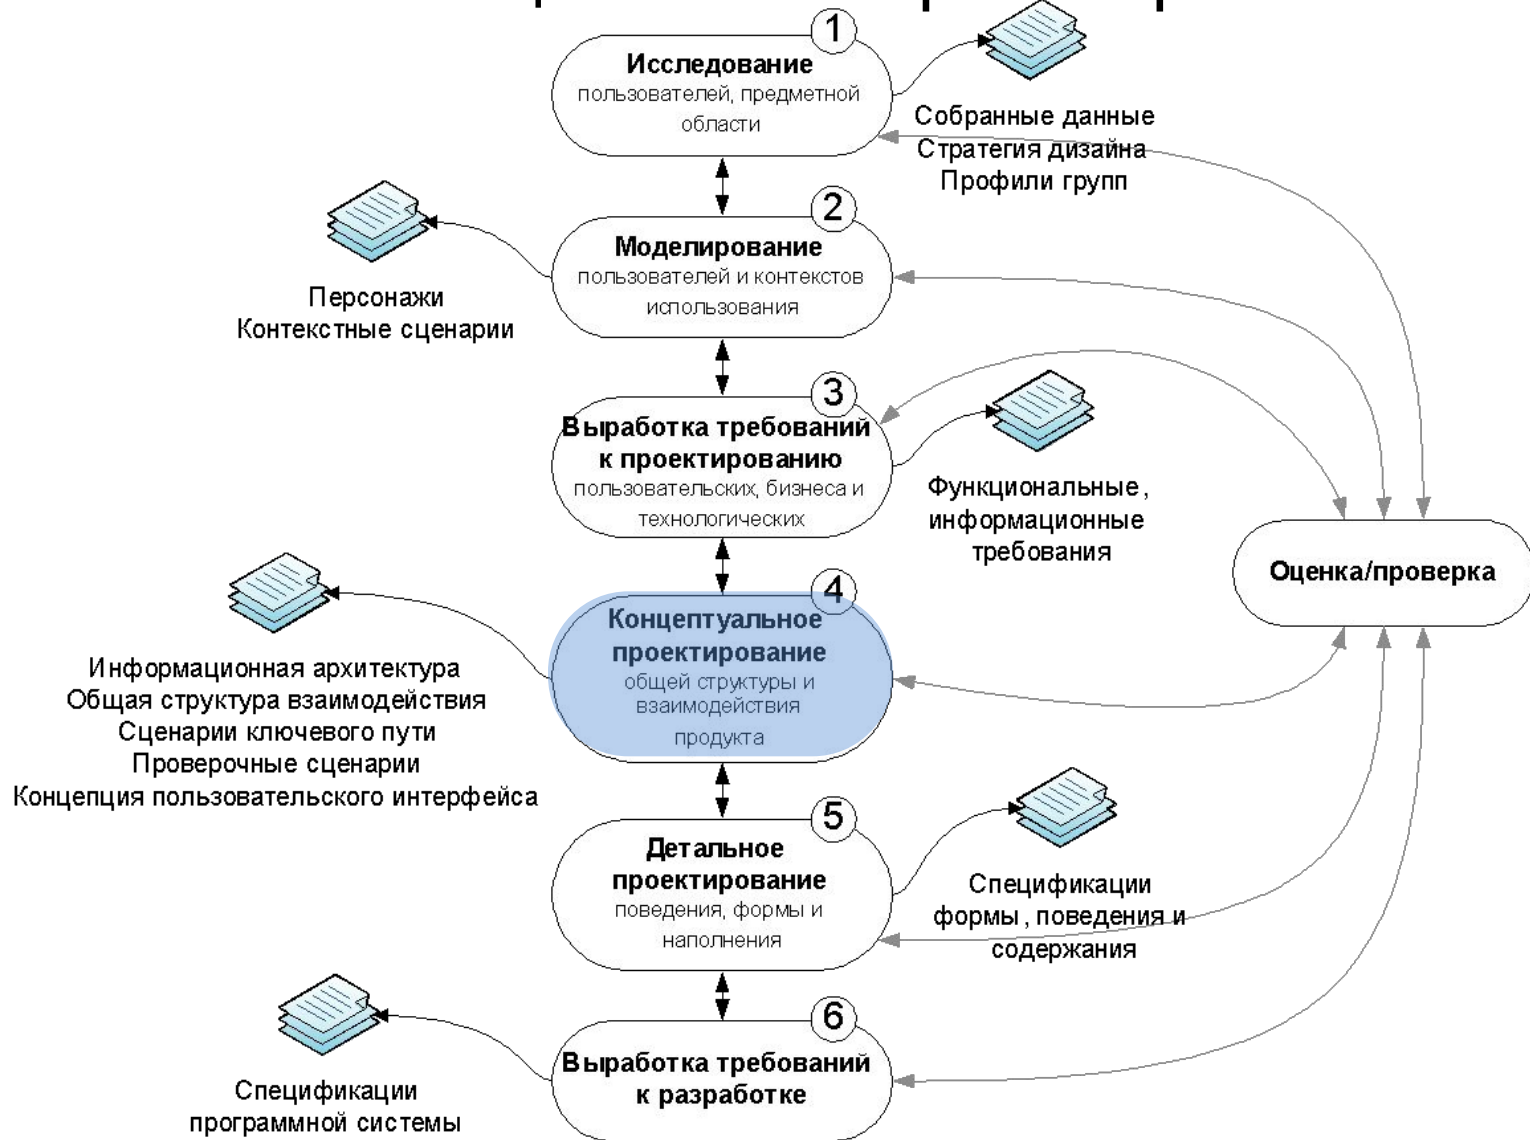 1
Исследование
пользователей, предметной
области
Собранные данные
Стратегия дизайна
Профили групп
2
Моделирование
пользователей и контекстов
использования
Персонажи
Контекстные сценарии
3
Выработка требований
к проектированию
пользовательских, бизнеса и
технологических
Функциональные,
информационные
требования
Оценка/проверка
4
Концептуальное
проектирование
общей структуры и
взаимодействия
продукта
Информационная архитектура
Общая структура взаимодействия
Сценарии ключевого пути
Проверочные сценарии
Концепция пользовательского интерфейса
5
Детальное
проектирование
поведения, формы и
наполнения
Спецификации
формы, поведения и
содержания
6
Выработка требований
к разработке
Спецификации
программной системы